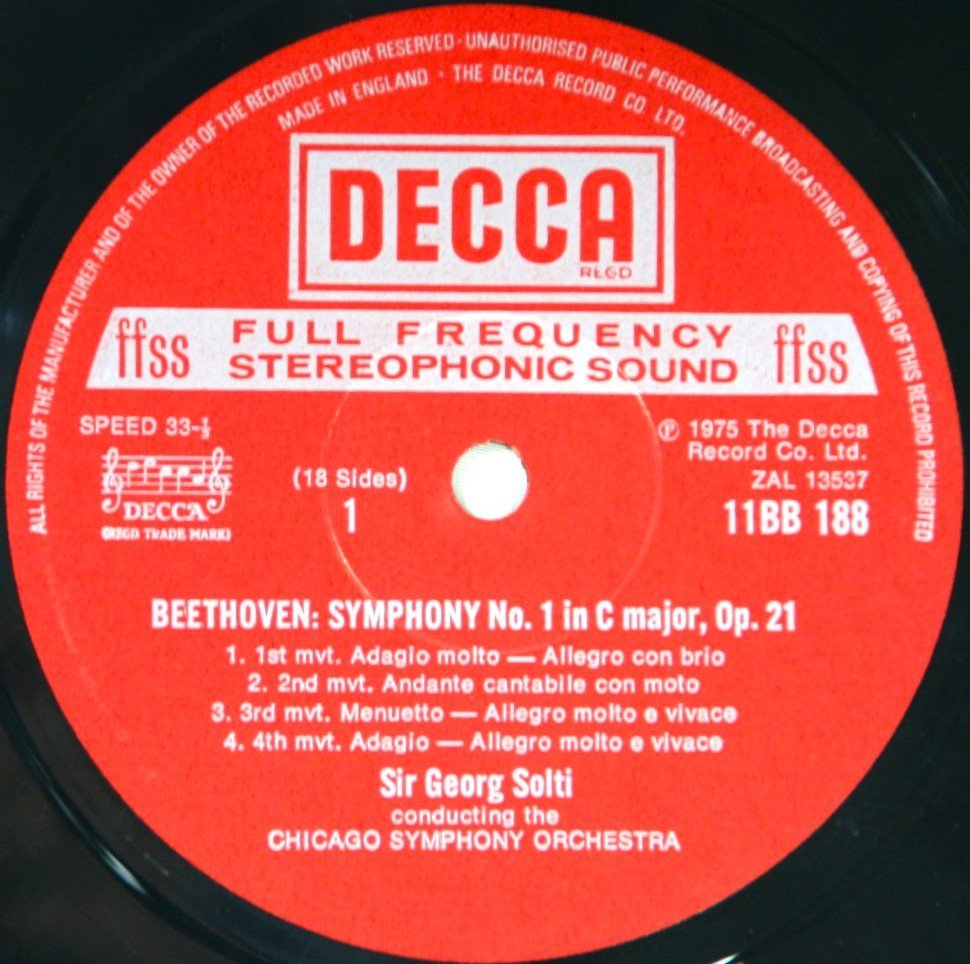 ALL RIGHTS OF THE MANUFACTURER AND OF THE OWNER OF THE RECORDED WORK RESERVED · UNAUTHORISED PUBLIC PERFORMANCE BROADCASTING AND COPYING OF THIS RECORD PROHIBITED
MADE IN ENGLAND · THE DECCA RECORD CO. LTD.
DECCA
REGD
ffss FULL FREQUENCY ffss
STEREOPHONIC SOUND
SPEED 33-⅓
DECCA
(REGD TRADE MARK)
(18 Sides)
1
Ⓟ 1975 The Decca
Record Co. Ltd.
ZAL 13537
11BB 188
BEETHOVEN: SYMPHONY No. 1 in C major, Op. 21
1. 1st mvt. Adagio molto — Allegro con brio
2. 2nd mvt. Andante cantabile con moto
3. 3rd mvt. Menuetto — Allegro molto e vivace
4. 4th mvt. Adagio — Allegro molto e vivace
Sir Georg Solti
conducting the
CHICAGO SYMPHONY ORCHESTRA